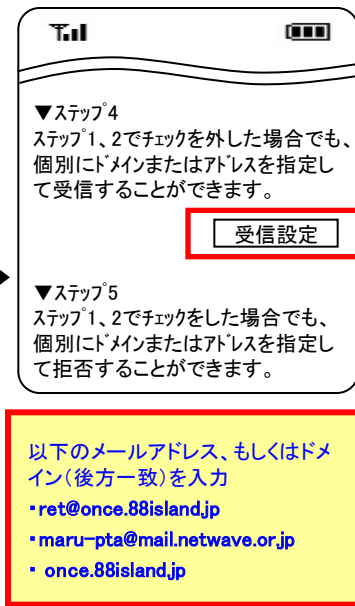 ▼ステップ4
ステップ1、2でチェックを外した場合でも、
個別にドメインまたはアドレスを指定し
て受信することができます。
受信設定
▼ステップ5
ステップ1、2でチェックをした場合でも、
個別にドメインまたはアドレスを指定し
て拒否することができます。
以下のメールアドレス、もしくはドメ
イン（後方一致）を入力
・ret@once.88island.jp
・maru-pta@mail.netwave.or.jp
・ once.88island.jp